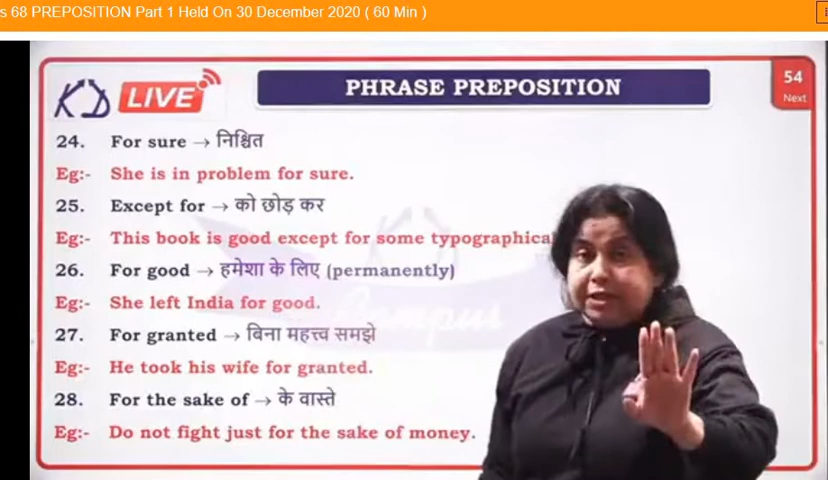 s 68 PREPOSITION Part 1 Held On 30 December 2020 ( 60 Min )
KD LIVE
PHRASE PREPOSITION
54
Next
24. For sure → निश्चित
Eg:- She is in problem for sure.
25. Except for → को छोड़ कर
Eg:- This book is good except for some typographica
26. For good → हमेशा के लिए (permanently)
Eg:- She left India for good.
27. For granted → बिना महत्त्व समझे
Eg:- He took his wife for granted.
28. For the sake of → के वास्ते
Eg:- Do not fight just for the sake of money.
Campus